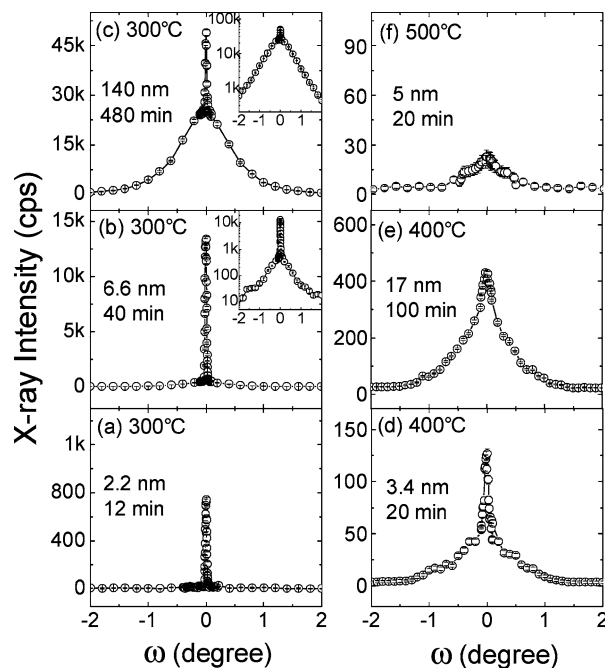 X-ray Intensity (cps)
(c) 300℃
140 nm
480 min
45k
30k
15k
0
100k
10k
1k
-2 -1 0 1 2
(f) 500℃
5 nm
20 min
90
60
30
0
(b) 300℃
6.6 nm
40 min
15k
10k
5k
0
10k
1k
100
10
-2 0 2
(e) 400℃
17 nm
100 min
600
400
200
0
(a) 300℃
2.2 nm
12 min
1k
800
400
0
-2 -1 0 1 2
ω (degree)
(d) 400℃
3.4 nm
20 min
150
100
50
0
-2 -1 0 1 2
ω (degree)